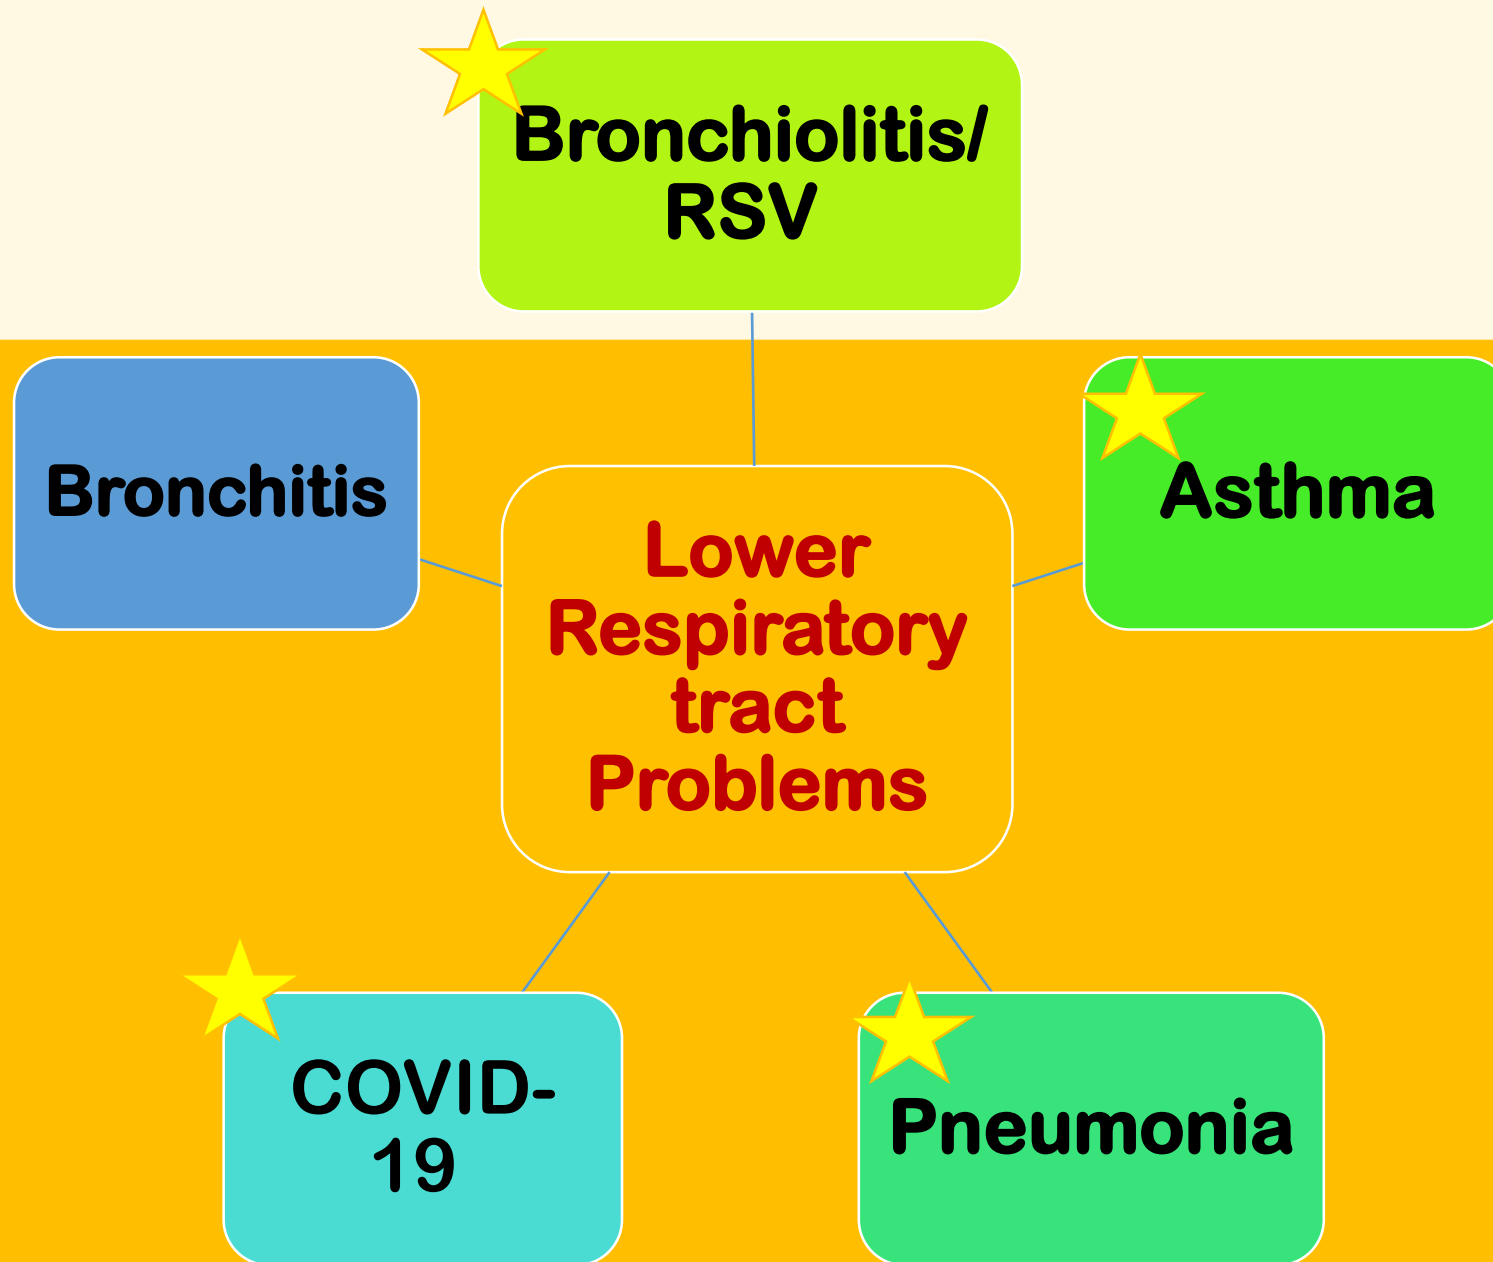 Bronchiolitis/
RSV
Bronchitis
Asthma
Lower
Respiratory
tract
Problems
COVID-
19
Pneumonia